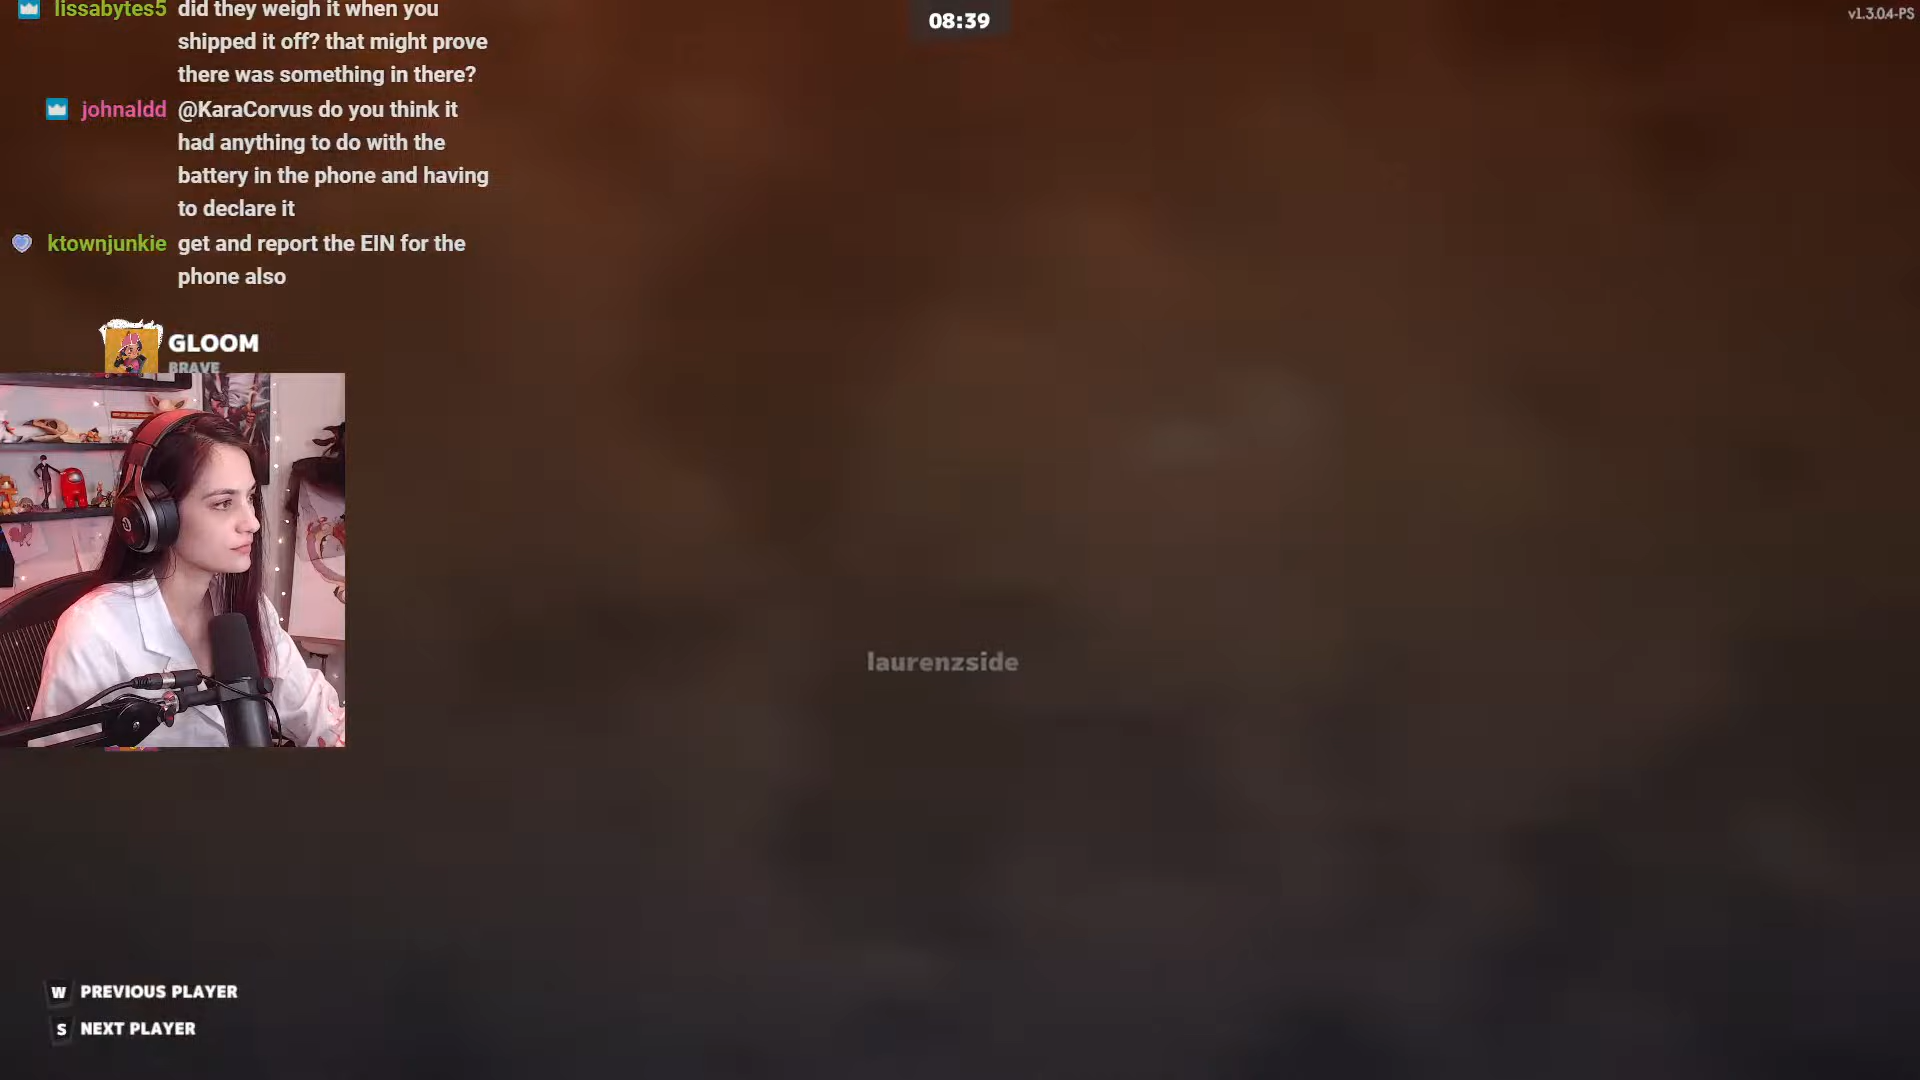 lissabytes5 did they weigh it when you
shipped it off? that might prove
there was something in there?
johnaldd @KaraCorvus do you think it
had anything to do with the
battery in the phone and having
to declare it
ktownjunkie get and report the EIN for the
phone also
08:39
v1.3.0.4-PS
GLOOM
BRAVE
laurenzside
W PREVIOUS PLAYER
S NEXT PLAYER